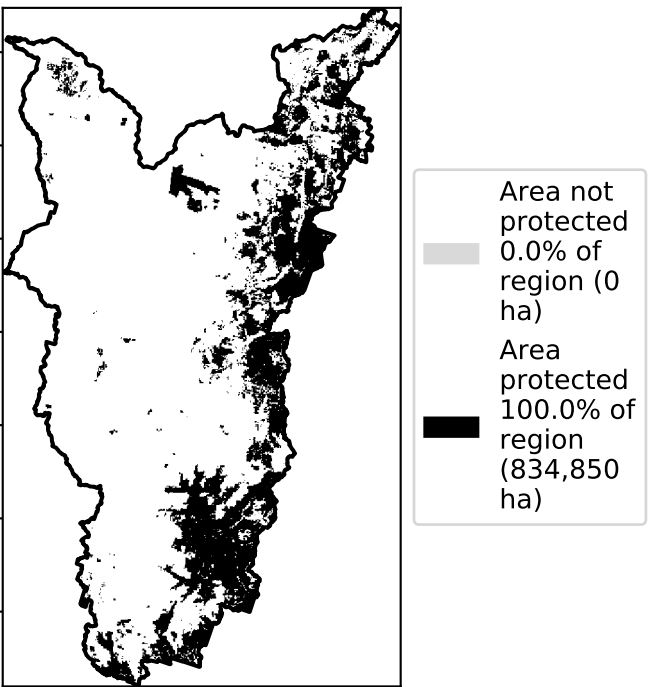 Area not
protected
0.0% of
region (0
ha)
Area
protected
100.0% of
region
(834,850
ha)